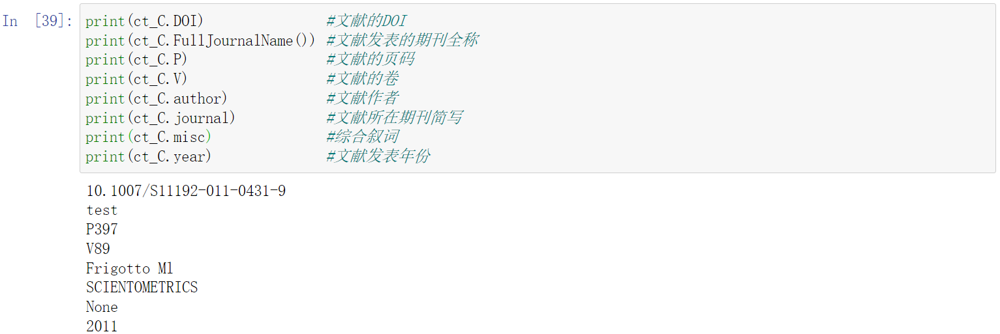 In [39]: print(ct_C.DOI) #文献的DOI
print(ct_C.FullJournalName()) #文献发表的期刊全称
print(ct_C.P) #文献的页码
print(ct_C.V) #文献的卷
print(ct_C.author) #文献作者
print(ct_C.journal) #文献所在期刊简写
print(ct_C.misc) #综合叙词
print(ct_C.year) #文献发表年份
10.1007/S11192-011-0431-9
test
P397
V89
Frigotto Ml
SCIENTOMETRICS
None
2011